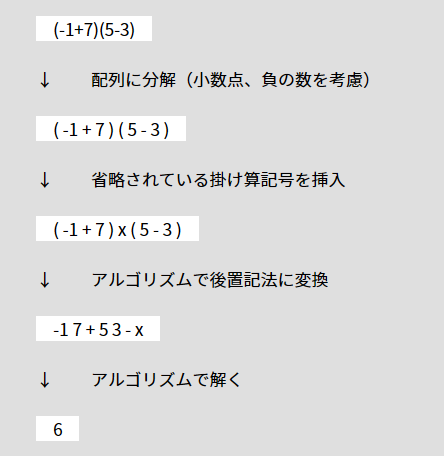 (-1+7)(5-3)
↓ 配列に分解（小数点、負の数を考慮）
( -1 + 7 ) ( 5 - 3 )
↓ 省略されている掛け算記号を挿入
( -1 + 7 ) x ( 5 - 3 )
↓ アルゴリズムで後置記法に変換
-1 7 + 5 3 - x
↓ アルゴリズムで解く
6